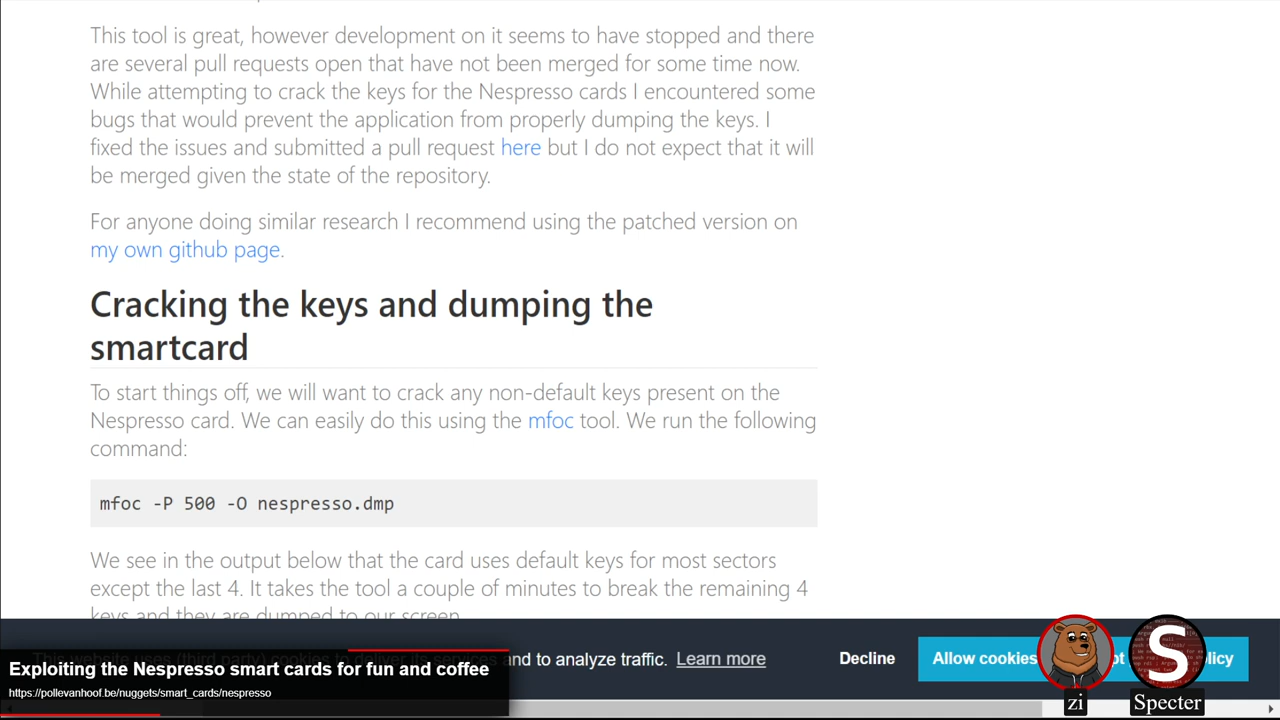 This tool is great, however development on it seems to have stopped and there
are several pull requests open that have not been merged for some time now.
While attempting to crack the keys for the Nespresso cards I encountered some
bugs that would prevent the application from properly dumping the keys. I
fixed the issues and submitted a pull request here but I do not expect that it will
be merged given the state of the repository.
For anyone doing similar research I recommend using the patched version on
my own github page.
Cracking the keys and dumping the
smartcard
To start things off, we will want to crack any non-default keys present on the
Nespresso card. We can easily do this using the mfoc tool. We run the following
command:
mfoc -P 500 -O nespresso.dmp
We see in the output below that the card uses default keys for most sectors
except the last 4. It takes the tool a couple of minutes to break the remaining 4
keys and they are dumped to our screen
and to analyze traffic. Learn more
Decline
Allow cookies
Exploiting the Nespresso smart cards for fun and coffee
https://pollevanhoof.be/nuggets/smart_cards/nespresso
zi
S
Specter